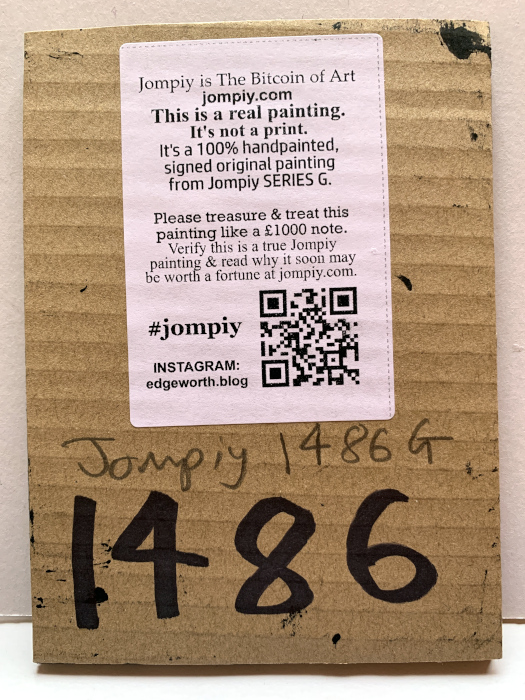 Jompiy is The Bitcoin of Art
jompiy.com
This is a real painting.
It's not a print.
It's a 100% handpainted,
signed original painting
from Jompiy SERIES G.
Please treasure & treat this
painting like a £1000 note.
Verify this is a true Jompiy
painting & read why it soon may
be worth a fortune at jompiy.com.
#jompiy
INSTAGRAM:
edgeworth.blog
Jompiy 1486 G
1486